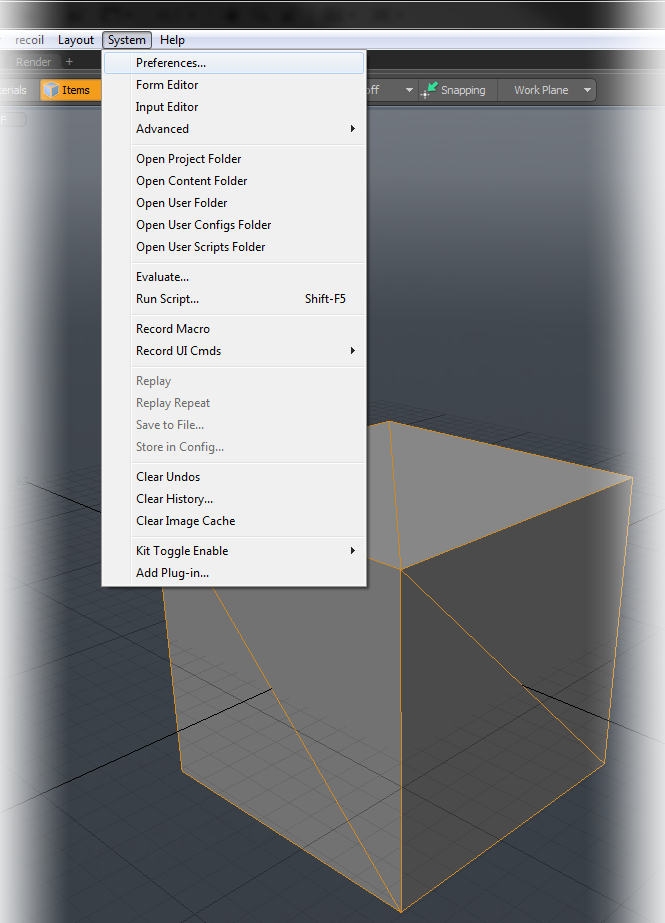 recoil Layout System Help
Render +
erials Items off Snapping Work Plane
Preferences...
Form Editor
Input Editor
Advanced
Open Project Folder
Open Content Folder
Open User Folder
Open User Configs Folder
Open User Scripts Folder
Evaluate...
Run Script... Shift-F5
Record Macro
Record UI Cmds
Replay
Replay Repeat
Save to File...
Store in Config...
Clear Undos
Clear History...
Clear Image Cache
Kit Toggle Enable
Add Plug-in...